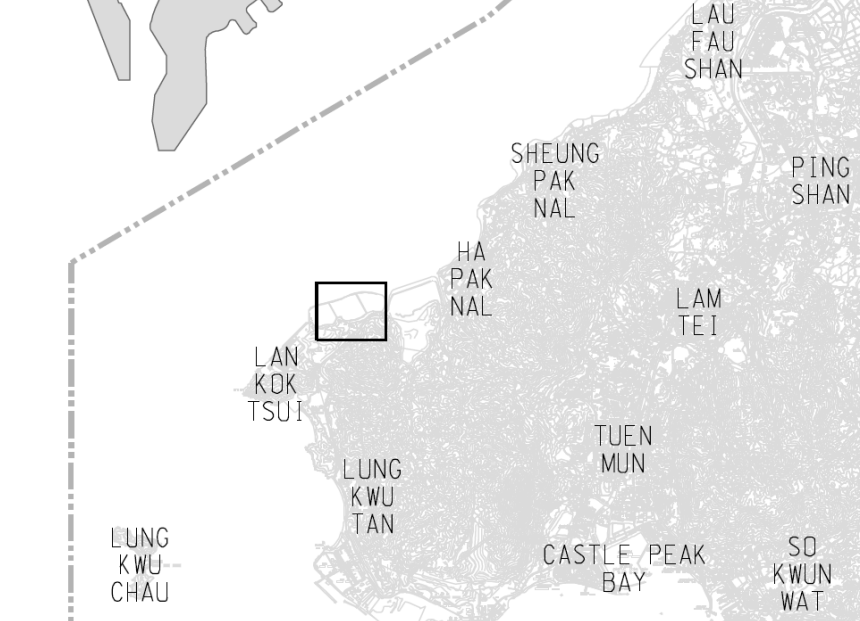 LAU
FAU
SHAN
SHEUNG
PAK
NAL
PING
SHAN
HA
PAK
NAL
LAM
TEI
LAN
KOK
TSUI
TUEN
MUN
LUNG
KWU
TAN
LUNG
KWU
CHAU
CASTLE PEAK
BAY
SO
KWUN
WAT